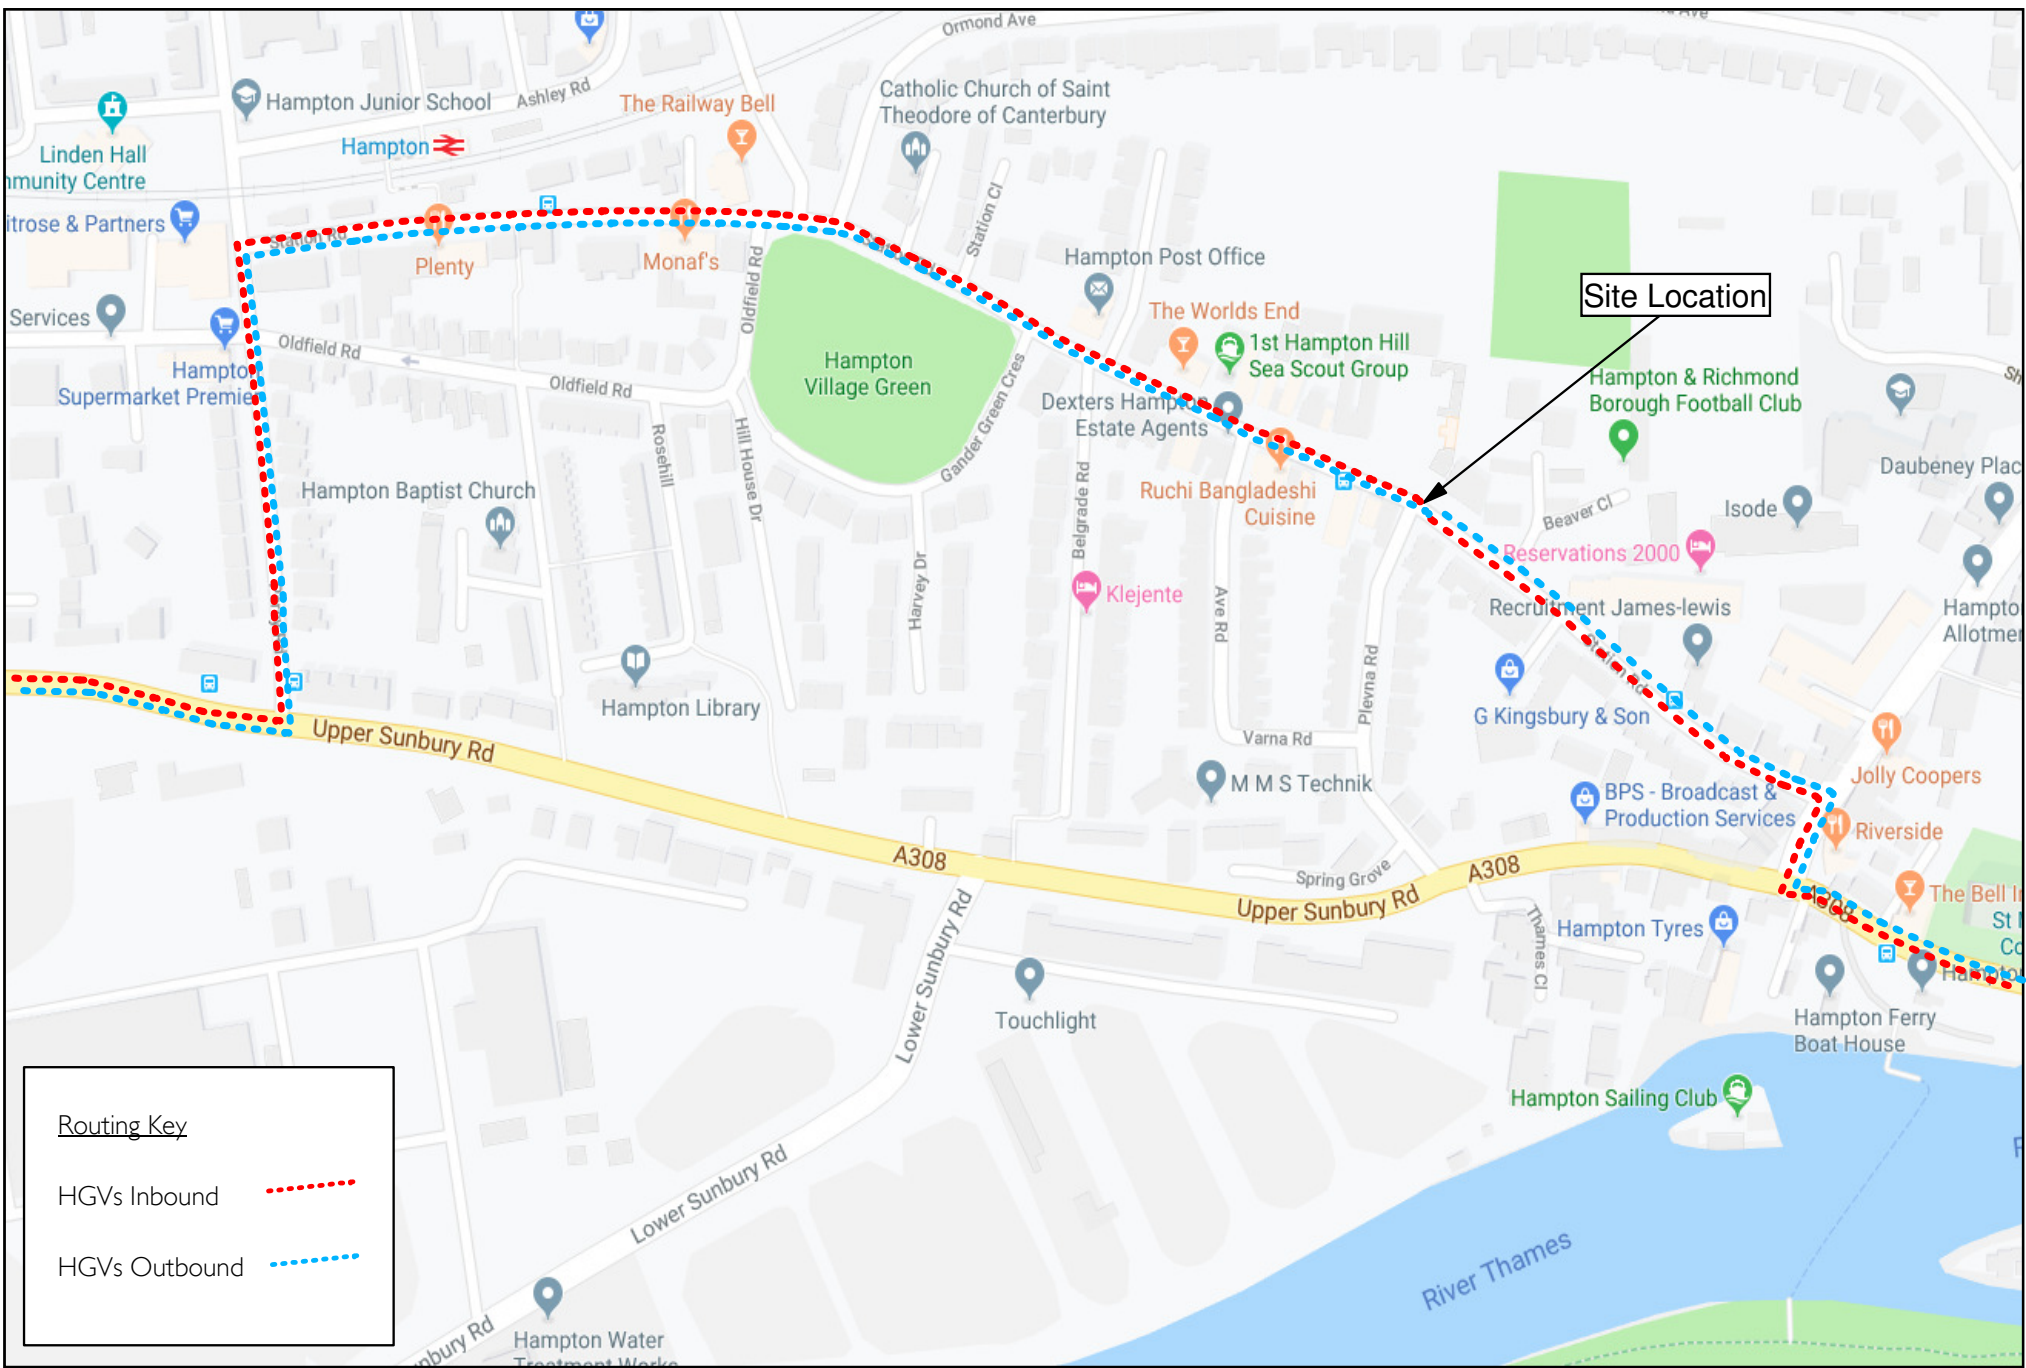 Ormond Ave
Ave
Hampton Junior School
Ashley Rd
The Railway Bell
Catholic Church of Saint
Theodore of Canterbury
Linden Hall
Hampton
Station Cl
itrose & Partners
Station Rd
Plenty
Monaf's
Oldfield Rd
Hampton Post Office
Site Location
The Worlds End
1st Hampton Hill
Sea Scout Group
Services
Oldfield Rd
Oldfield Rd
Hampton
Village Green
Supermarket Premie
Hampton & Richmond
Borough Football Club
Dexters Hampton
Estate Agents
Gander Green Cres
Rosehill
Hill House Dr
Daubeney Plac
Hampton Baptist Church
Belgrade Rd
Ruchi Bangladeshi
Cuisine
Beaver Cl
Isode
Reservations 2000
Harvey Dr
Klejente
Ave Rd
Recruitment James-lewis
Station Rd
Plevna Rd
Hampton Library
G Kingsbury & Son
Upper Sunbury Rd
Varna Rd
M M S Technik
Jolly Coopers
BPS - Broadcast &
Production Services
Riverside
A308
Spring Grove
A308
Upper Sunbury Rd
The Bell I
A308
Hampton Tyres
Thames Cl
Lower Sunbury Rd
Touchlight
Hampton Ferry
Boat House
Hampton Sailing Club
Routing Key
HGVs Inbound
HGVs Outbound
Lower Sunbury Rd
River Thames
Hampton Water
Treatment Works